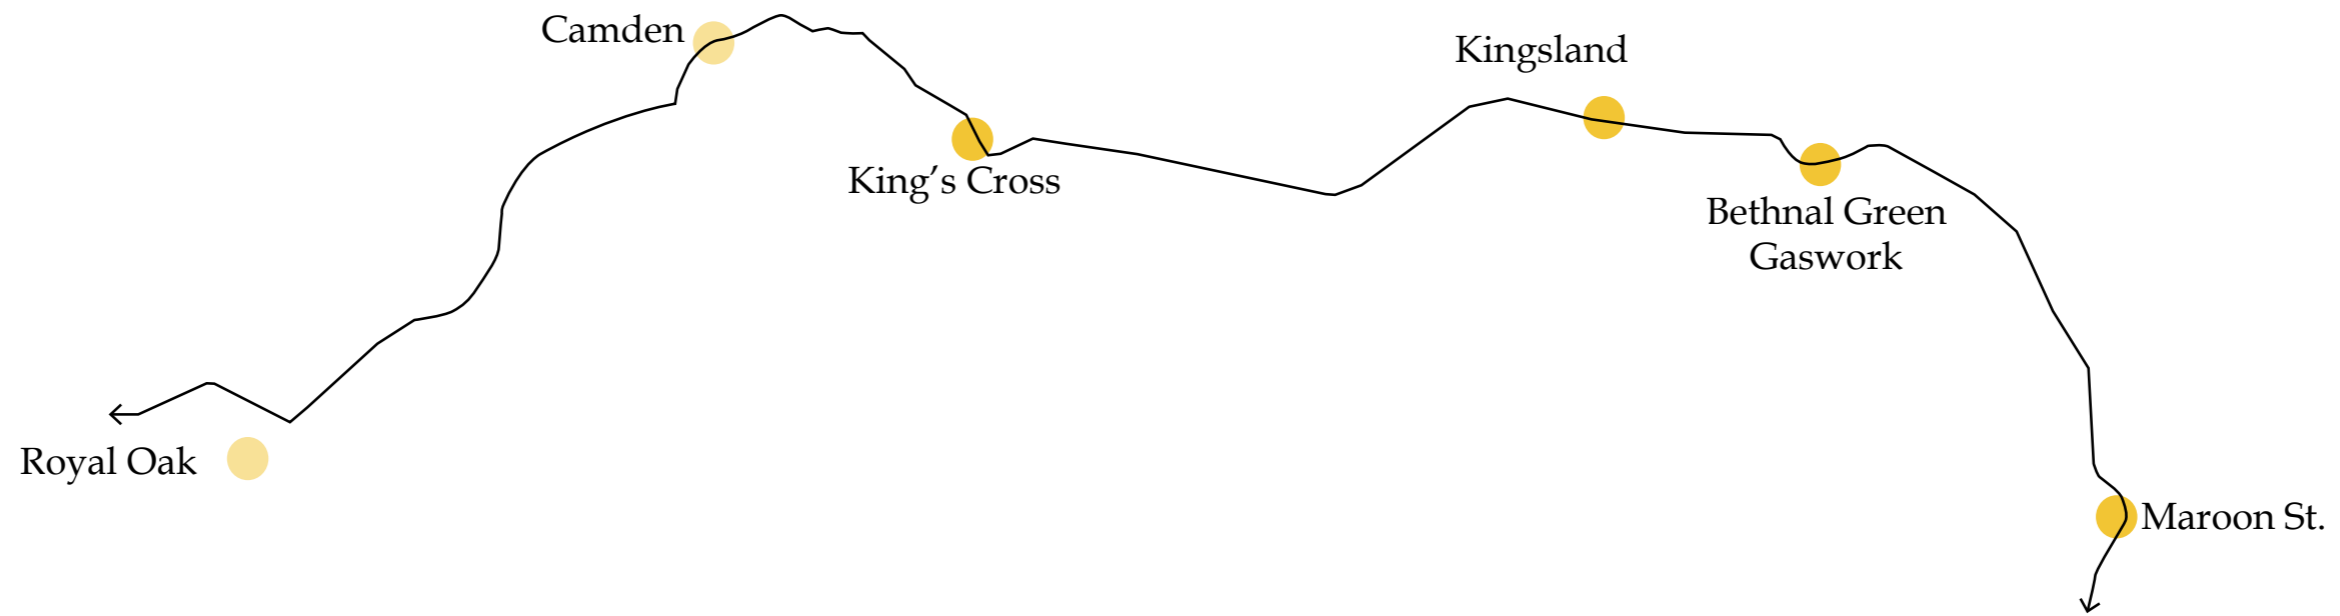 Camden
Kingsland
King's Cross
Bethnal Green
Gaswork
Royal Oak
Maroon St.